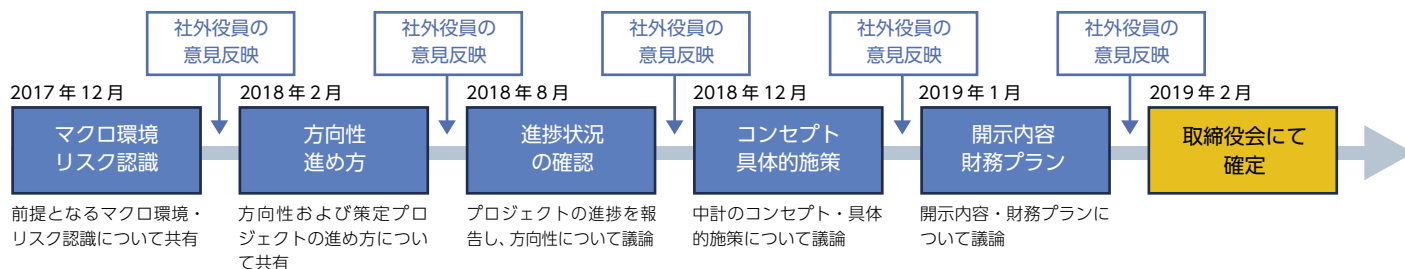 社外役員の
意見反映
社外役員の
意見反映
社外役員の
意見反映
社外役員の
意見反映
社外役員の
意見反映
2017年12月
マクロ環境
リスク認識
前提となるマクロ環境・
リスク認識について共有
2018年2月
方向性
進め方
方向性および策定プロ
ジェクトの進め方につい
て共有
2018年8月
進捗状況
の確認
プロジェクトの進捗を報
告し、方向性について議論
2018年12月
コンセプト
具体的施策
中計のコンセプト・具体
的施策について議論
2019年1月
開示内容
財務プラン
開示内容・財務プランに
ついて議論
2019年2月
取締役会にて
確定